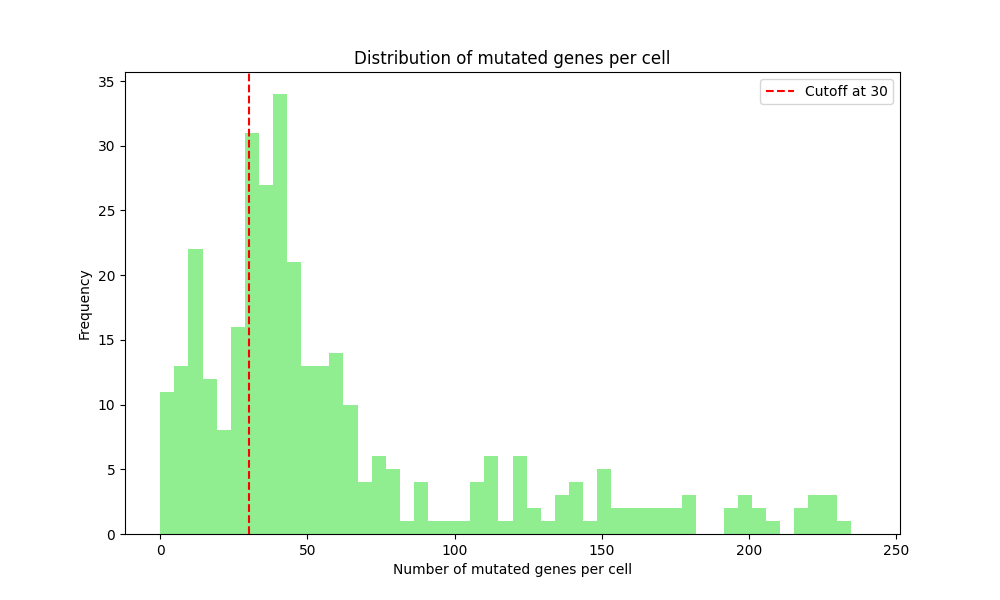 Distribution of mutated genes per cell
Cutoff at 30
Frequency
35
30
25
20
15
10
5
0
0 50 100 150 200 250
Number of mutated genes per cell